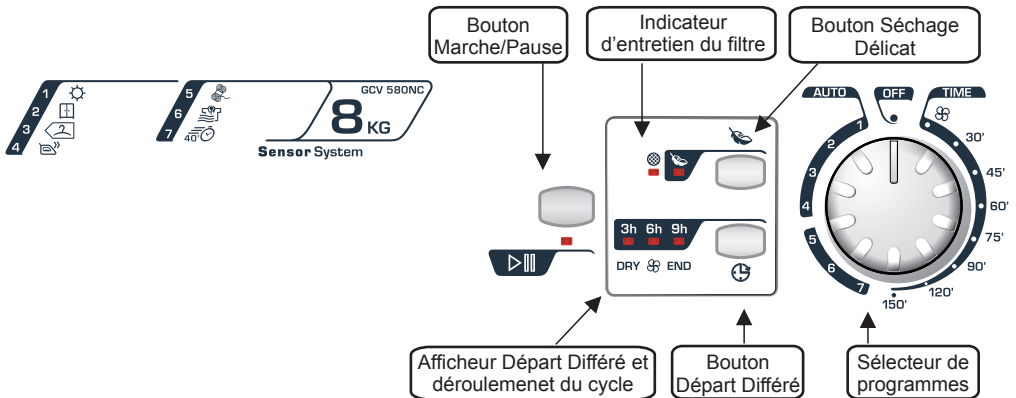 Bouton
Marche/Pause
Indicateur
d'entretien du filtre
Bouton Séchage
Délicat
1
2
3
4
5
6
7
40'
GCV 580NC
8 KG
Sensor System
AUTO
OFF
TIME
1
2
3
4
5
6
7
30'
45'
60'
75'
90'
120'
150'
3h 6h 9h
DRY END
Afficheur Départ Différé et
déroulemenet du cycle
Bouton
Départ Différé
Sélecteur de
programmes